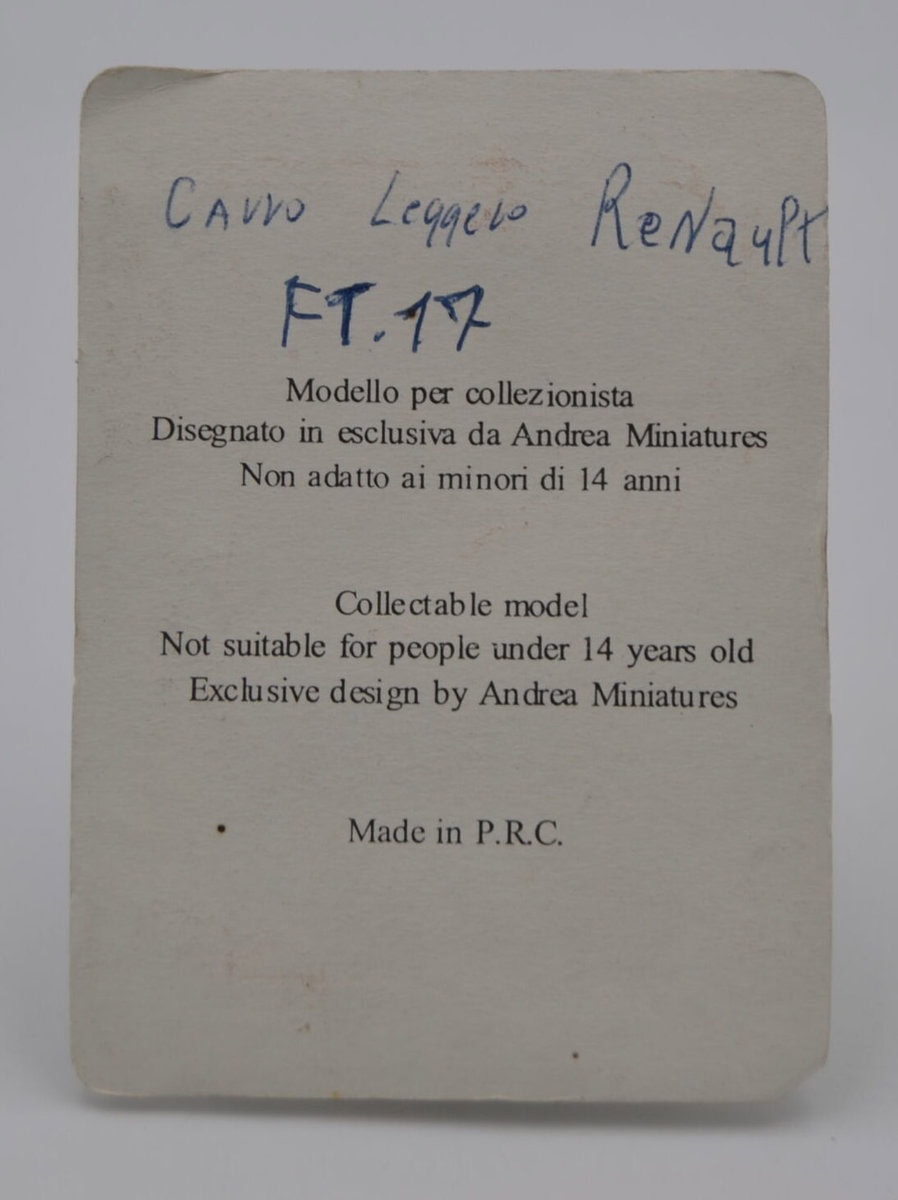 Carro Leggero Renault
FT.17
Modello per collezionista
Disegnato in esclusiva da Andrea Miniatures
Non adatto ai minori di 14 anni
Collectable model
Not suitable for people under 14 years old
Exclusive design by Andrea Miniatures
Made in P.R.C.